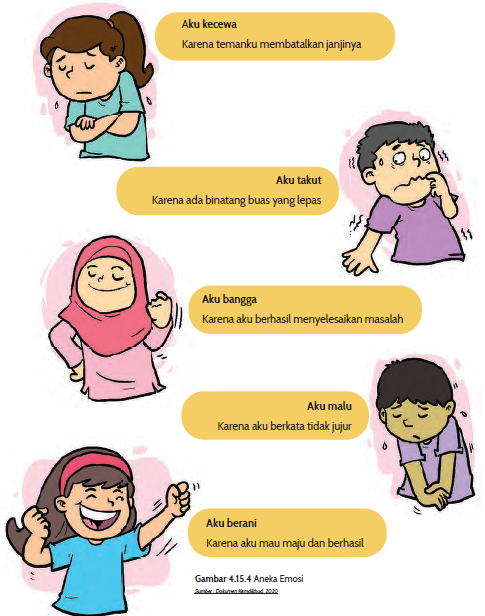 Aku kecewa
Karena temanku membatalkan janjinya
Aku takut
Karena ada binatang buas yang lepas
Aku bangga
Karena aku berhasil menyelesaikan masalah
Aku malu
Karena aku berkata tidak jujur
Aku berani
Karena aku mau maju dan berhasil
Gambar 4.15.4 Aneka Emosi
Sumber: Dokumen Kemdikbud, 2020